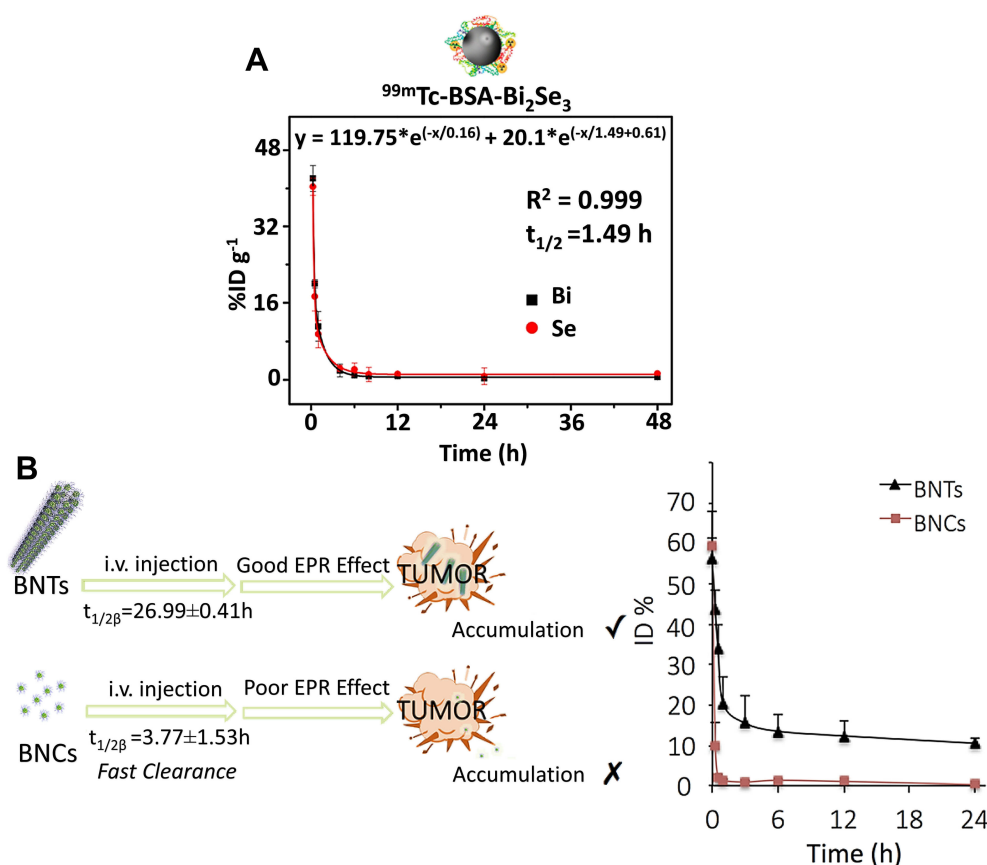 A
99mTc-BSA-Bi2Se3
y = 119.75*e(-x/0.16) + 20.1*e(-x/1.49+0.61)
R2 = 0.999
t1/2 =1.49 h
Bi
Se
%ID g-1
48
32
16
0
0 12 24 36 48
Time (h)
B
BNTs
i.v. injection
t1/2β=26.99±0.41h
Good EPR Effect
TUMOR
Accumulation ✓
BNCs
i.v. injection
t1/2β=3.77±1.53h
Fast Clearance
Poor EPR Effect
TUMOR
Accumulation ✗
BNTs
BNCs
ID %
70
60
50
40
30
20
10
0
0 6 12 18 24
Time (h)